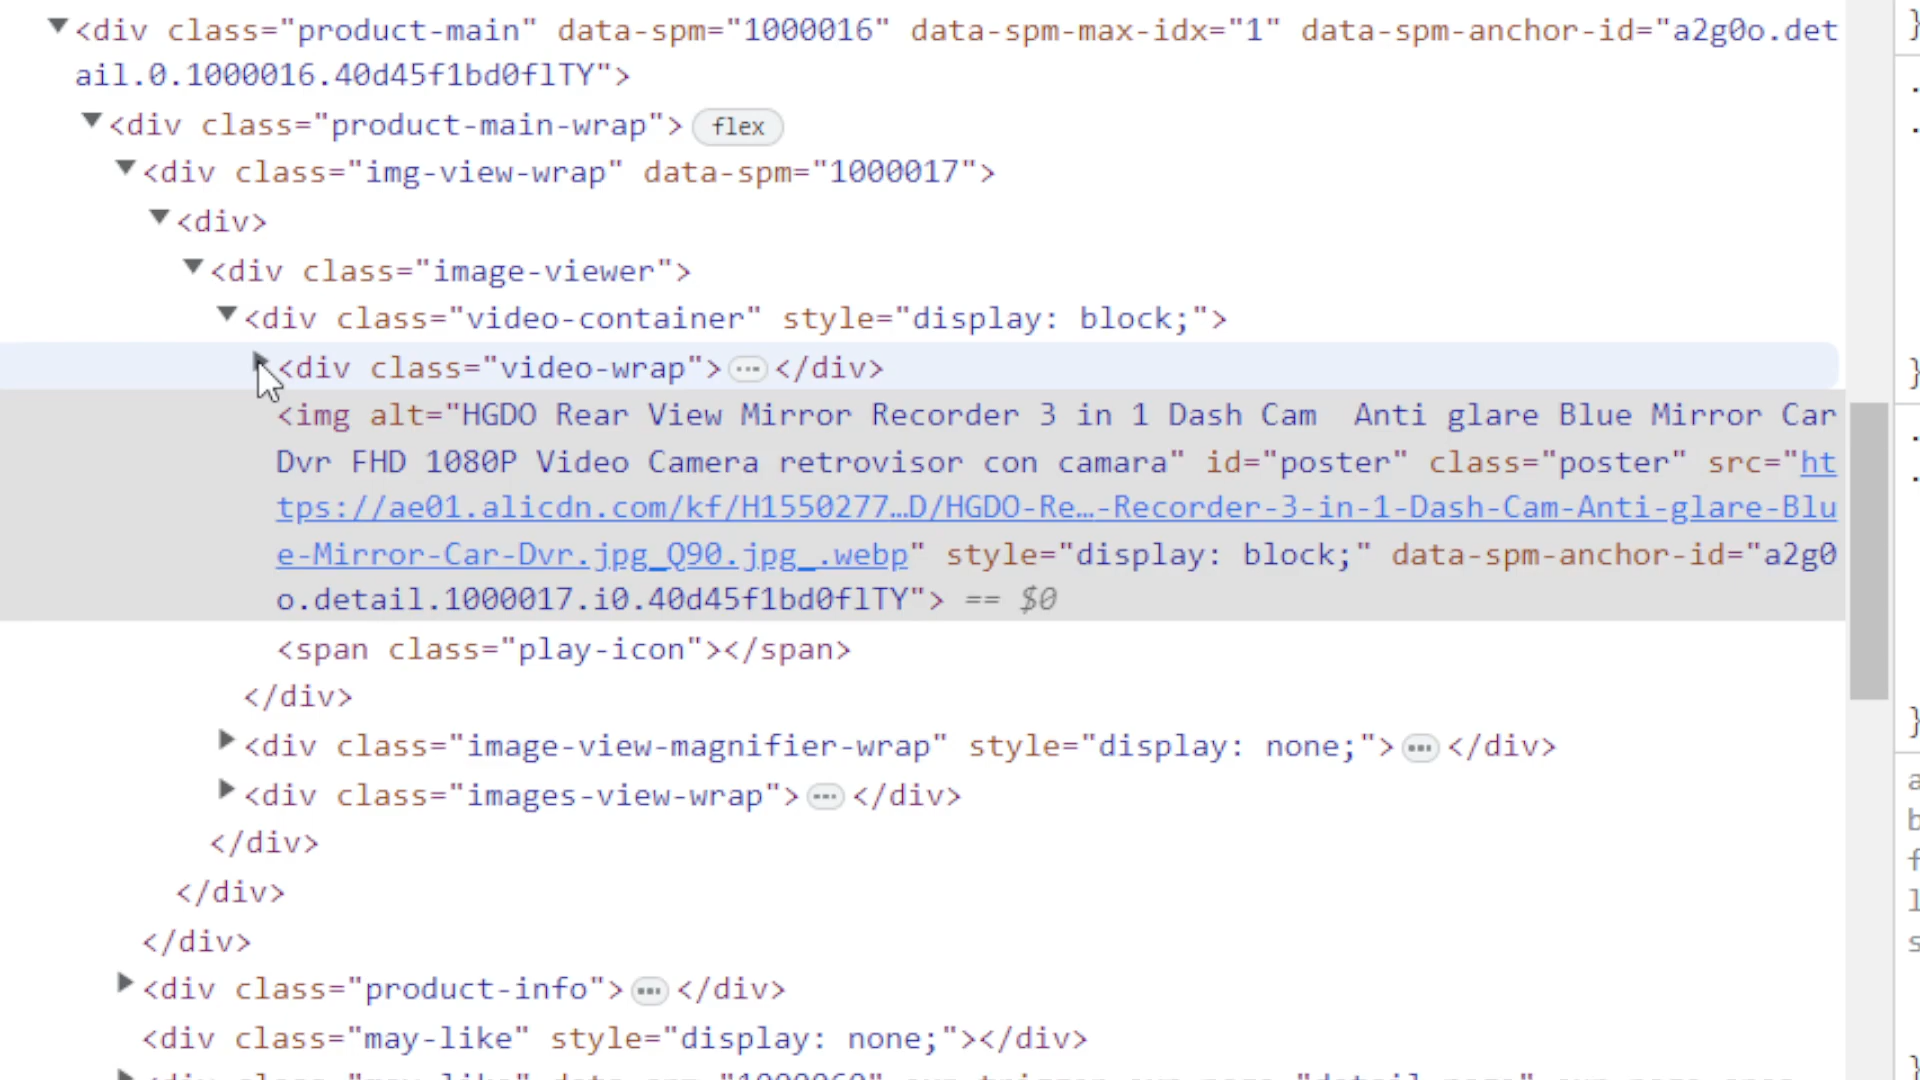 <div class="product-main" data-spm="1000016" data-spm-max-idx="1" data-spm-anchor-id="a2g0o.det
ail.0.1000016.40d45f1bd0flTY">
<div class="product-main-wrap"> flex
<div class="img-view-wrap" data-spm="1000017">
<div>
<div class="image-viewer">
<div class="video-container" style="display: block;">
<div class="video-wrap"> … </div>
<img alt="HGDO Rear View Mirror Recorder 3 in 1 Dash Cam  Anti glare Blue Mirror Car
Dvr FHD 1080P Video Camera retrovisor con camara" id="poster" class="poster" src="ht
tps://ae01.alicdn.com/kf/H1550277…D/HGDO-Re…-Recorder-3-in-1-Dash-Cam-Anti-glare-Blu
e-Mirror-Car-Dvr.jpg_Q90.jpg_.webp" style="display: block;" data-spm-anchor-id="a2g0
o.detail.1000017.i0.40d45f1bd0flTY"> == $0
<span class="play-icon"></span>
</div>
<div class="image-view-magnifier-wrap" style="display: none;"> … </div>
<div class="images-view-wrap"> … </div>
</div>
</div>
</div>
<div class="product-info"> … </div>
<div class="may-like" style="display: none;"></div>